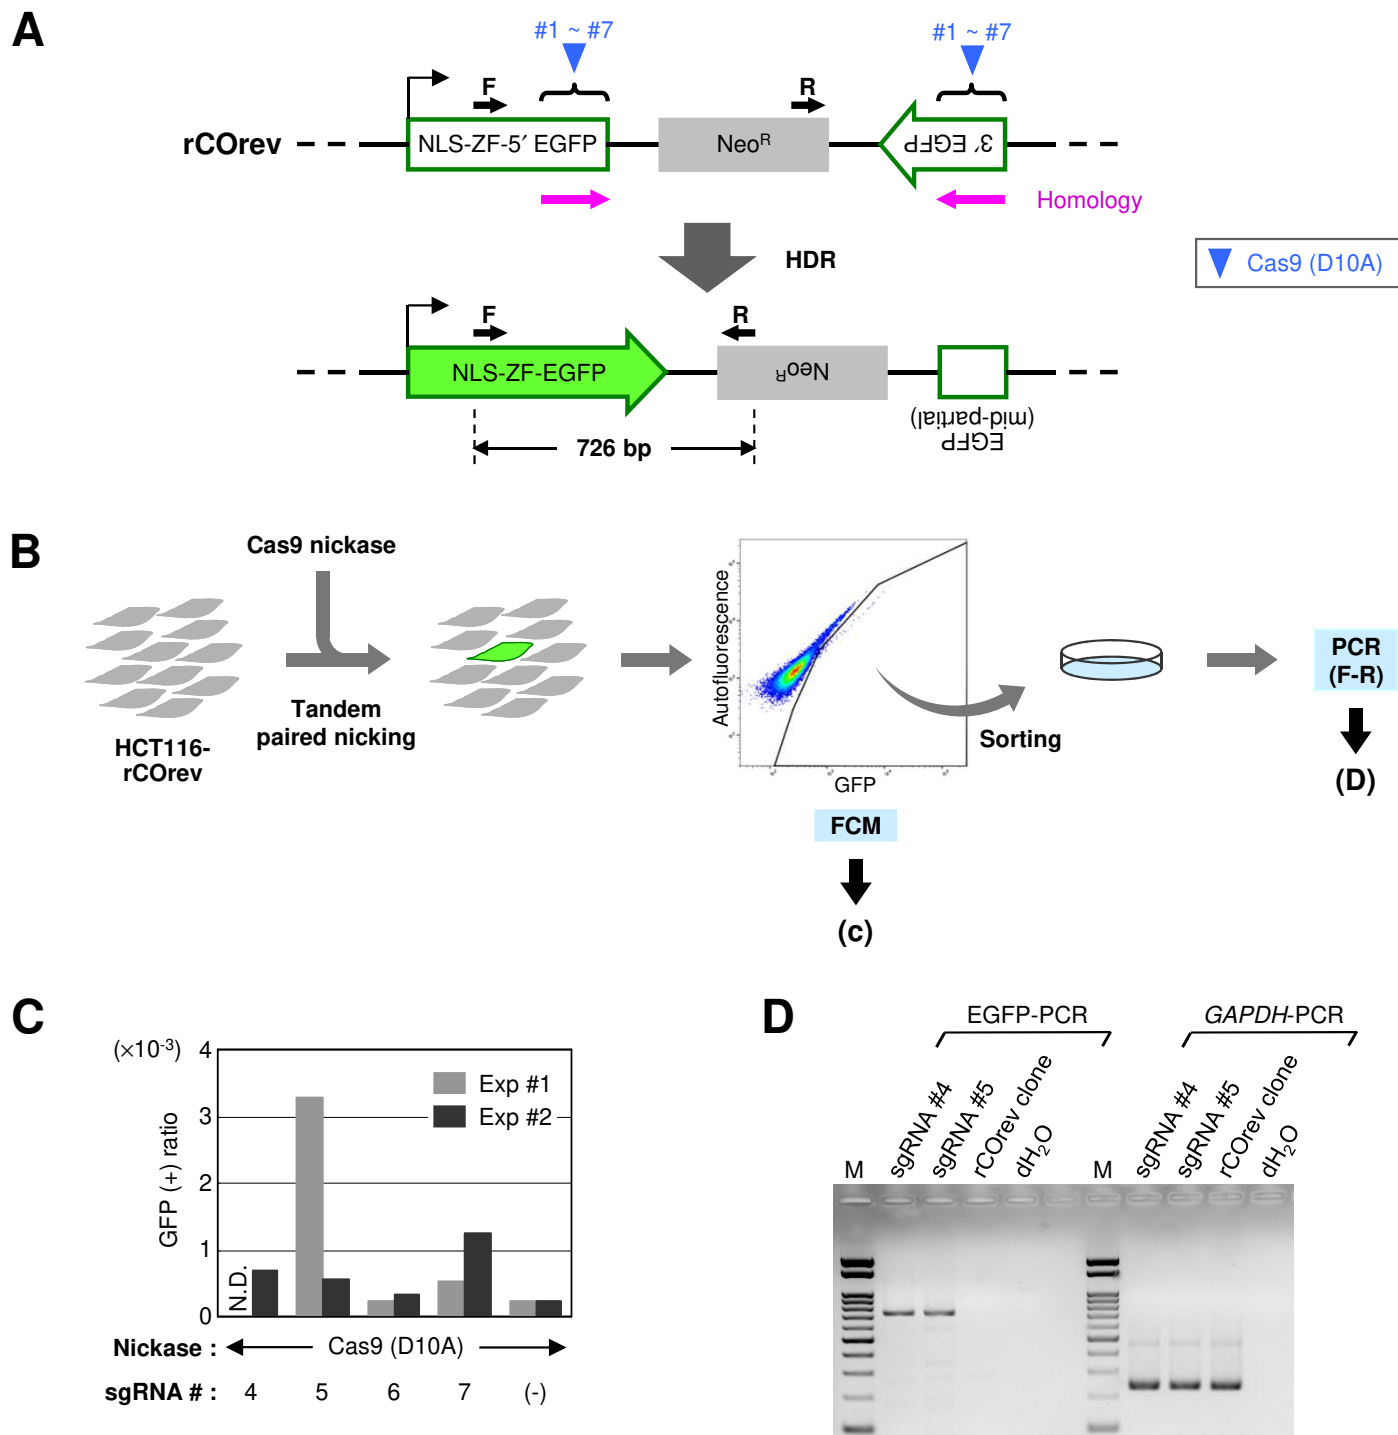 A
#1 ~ #7
#1 ~ #7
F
R
rCOrev
NLS-ZF-5′ EGFP
Neo^R
3′ EGFP
Homology
HDR
Cas9 (D10A)
F
R
NLS-ZF-EGFP
Neo^R
EGFP
(mid-partial)
726 bp
B
Cas9 nickase
Tandem
paired nicking
HCT116-
rCOrev
Autofluorescence
GFP
Sorting
PCR
(F-R)
(D)
FCM
(c)
C
(×10^-3)
GFP (+) ratio
4
3
2
1
0
Exp #1
Exp #2
N.D.
Nickase :
Cas9 (D10A)
sgRNA # : 4 5 6 7 (-)
D
EGFP-PCR
GAPDH-PCR
M
sgRNA #4
sgRNA #5
rCOrev clone
dH₂O
M
sgRNA #4
sgRNA #5
rCOrev clone
dH₂O